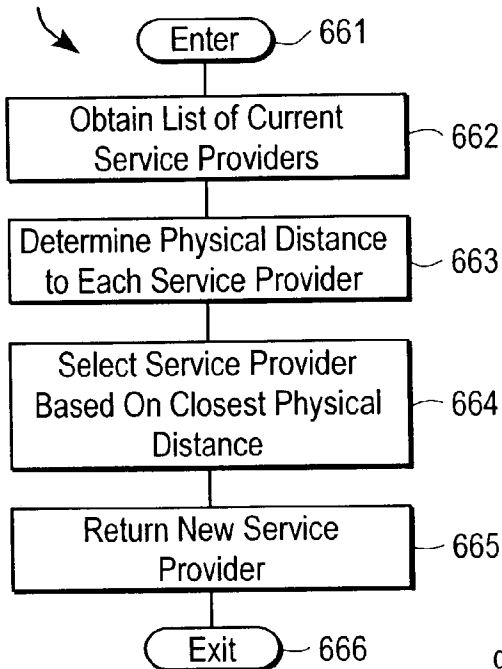 Enter 661
Obtain List of Current
Service Providers 662
Determine Physical Distance
to Each Service Provider 663
Select Service Provider
Based On Closest Physical 664
Distance
Return New Service 665
Provider
Exit 666